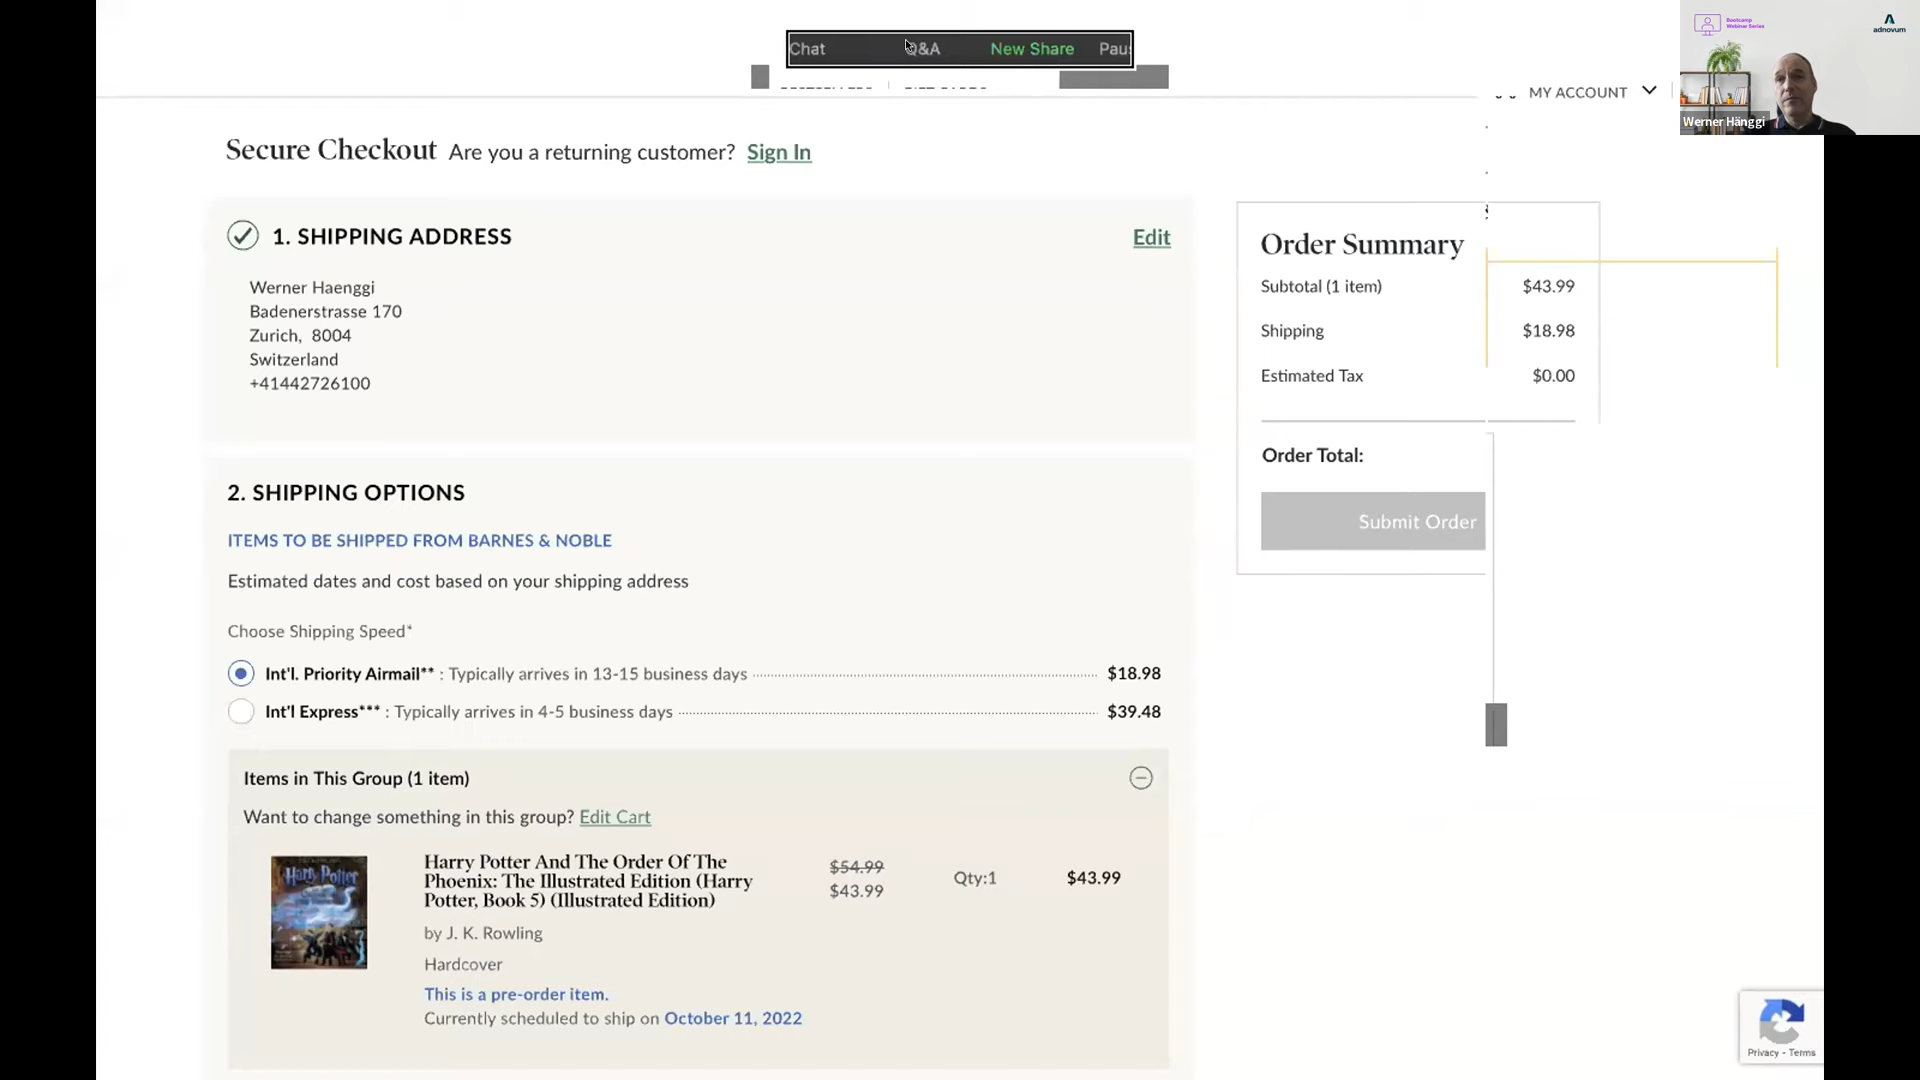 Chat Q&A New Share
Bootcamp
Webinar Series
adnovum
Werner Hänggi
MY ACCOUNT
Secure Checkout Are you a returning customer? Sign In
1. SHIPPING ADDRESS Edit
Werner Haenggi
Badenerstrasse 170
Zurich, 8004
Switzerland
+41442726100
Order Summary
Subtotal (1 item) $43.99
Shipping $18.98
Estimated Tax $0.00
Order Total:
Submit Order
2. SHIPPING OPTIONS
ITEMS TO BE SHIPPED FROM BARNES & NOBLE
Estimated dates and cost based on your shipping address
Choose Shipping Speed*
Int'l. Priority Airmail** : Typically arrives in 13-15 business days $18.98
Int'l Express*** : Typically arrives in 4-5 business days $39.48
Items in This Group (1 item)
Want to change something in this group? Edit Cart
Harry Potter
Harry Potter And The Order Of The
Phoenix: The Illustrated Edition (Harry
Potter, Book 5) (Illustrated Edition)
$54.99
$43.99
Qty:1
$43.99
by J. K. Rowling
Hardcover
This is a pre-order item.
Currently scheduled to ship on October 11, 2022
Privacy - Terms